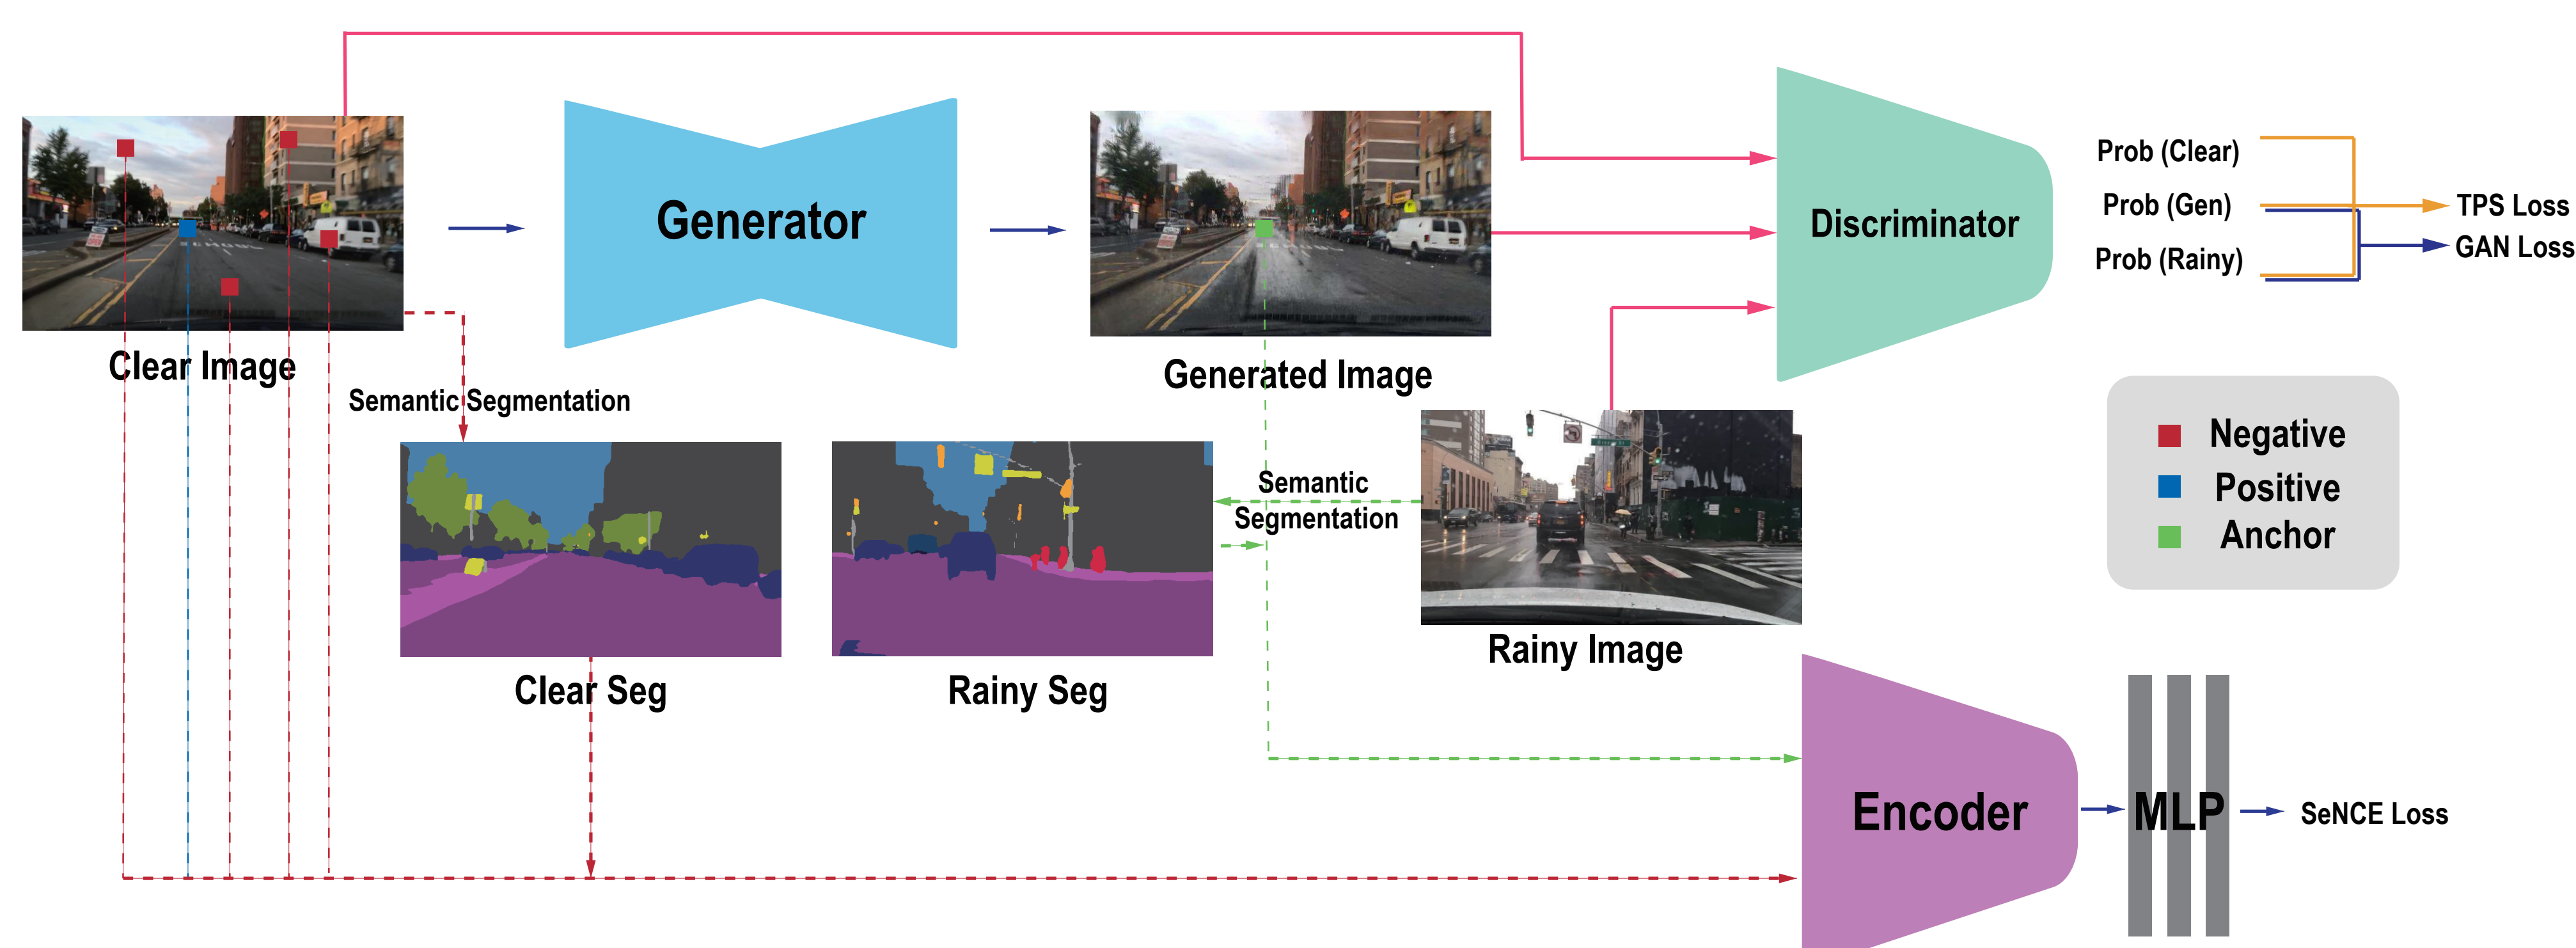 Clear Image
Generator
Generated Image
Discriminator
Prob (Clear)
Prob (Gen)
Prob (Rainy)
TPS Loss
GAN Loss
Semantic Segmentation
Clear Seg
Rainy Seg
Semantic
Segmentation
Rainy Image
Negative
Positive
Anchor
Encoder
MLP
SeNCE Loss